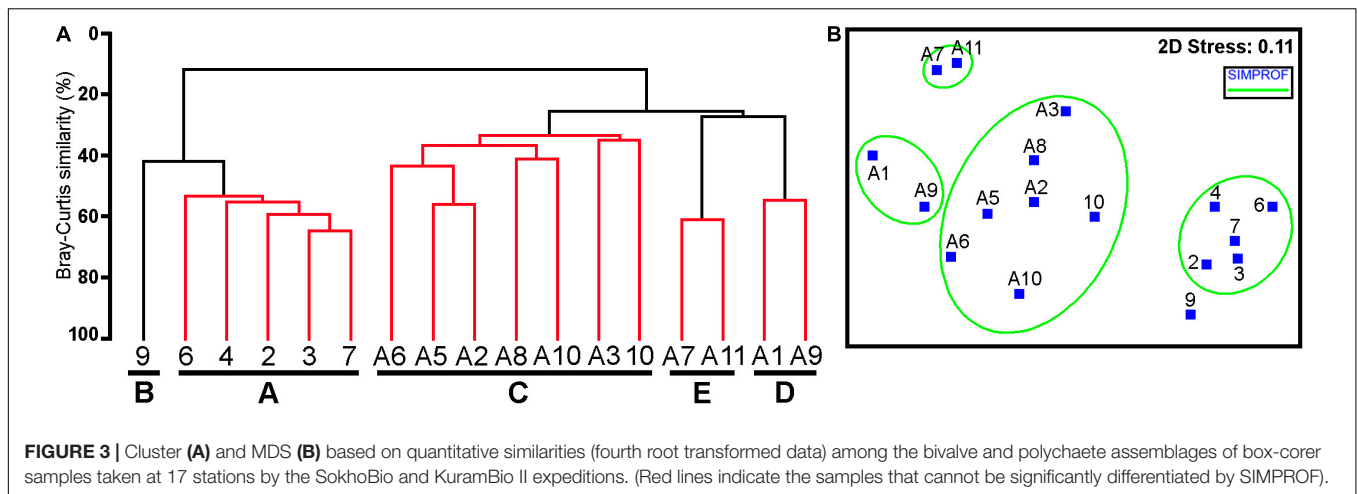 A
B
Bray-Curtis similarity (%)
0
20
40
60
80
100
9 6 4 2 3 7 A6 A5 A2 A8 A10 A3 10 A7 A11 A1 A9
B A C E D
2D Stress: 0.11
SIMPROF
A7 A11
A3
A8
A1
A9
A5 A2 10
4 6
7
A6
2 3
A10
9
FIGURE 3 | Cluster (A) and MDS (B) based on quantitative similarities (fourth root transformed data) among the bivalve and polychaete assemblages of box-corer
samples taken at 17 stations by the SokhoBio and KuramBio II expeditions. (Red lines indicate the samples that cannot be significantly differentiated by SIMPROF).